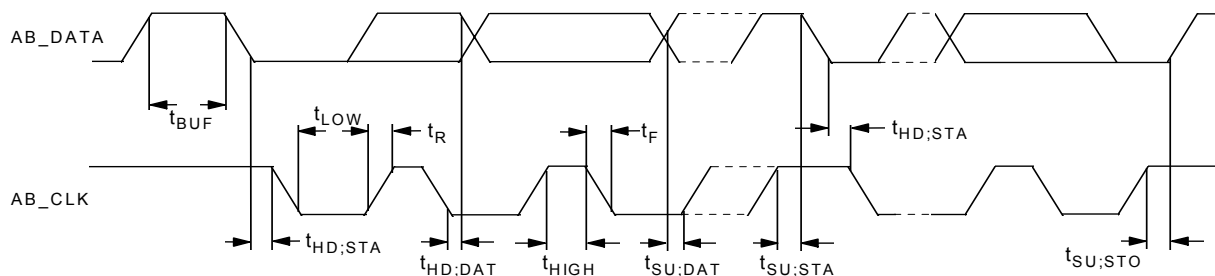 AB_DATA
tBUF
tLOW
tR
tF
tHD;STA
AB_CLK
tHD;STA
tHD;DAT
tHIGH
tSU;DAT
tSU;STA
tSU;STO